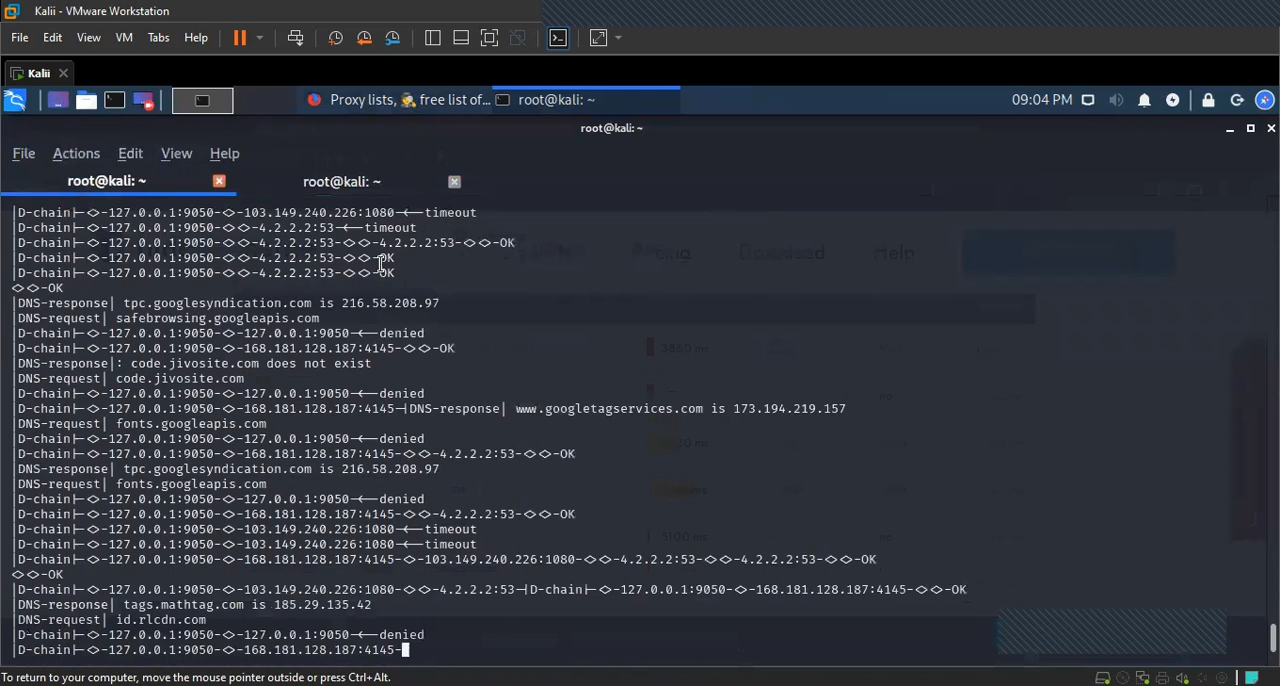 Kalii - VMware Workstation
File Edit View VM Tabs Help
Kalii
Proxy lists, free list of... root@kali: ~ 09:04 PM
root@kali: ~
File Actions Edit View Help
root@kali: ~ root@kali: ~
|D-chain|-<>-127.0.0.1:9050-<>-103.149.240.226:1080-<--timeout
|D-chain|-<>-127.0.0.1:9050-<><>-4.2.2.2:53-<--timeout
|D-chain|-<>-127.0.0.1:9050-<><>-4.2.2.2:53-<><>-4.2.2.2:53-<><>-OK
|D-chain|-<>-127.0.0.1:9050-<><>-4.2.2.2:53-<><>-OK
|D-chain|-<>-127.0.0.1:9050-<><>-4.2.2.2:53-<><>-OK
<><>-OK
|DNS-response| tpc.googlesyndication.com is 216.58.208.97
|DNS-request| safebrowsing.googleapis.com
|D-chain|-<>-127.0.0.1:9050-<>-127.0.0.1:9050-<--denied
|D-chain|-<>-127.0.0.1:9050-<>-168.181.128.187:4145-<><>-OK
|DNS-response|: code.jivosite.com does not exist
|DNS-request| code.jivosite.com
|D-chain|-<>-127.0.0.1:9050-<>-127.0.0.1:9050-<--denied
|D-chain|-<>-127.0.0.1:9050-<>-168.181.128.187:4145-|DNS-response| www.googletagservices.com is 173.194.219.157
|DNS-request| fonts.googleapis.com
|D-chain|-<>-127.0.0.1:9050-<>-127.0.0.1:9050-<--denied
|D-chain|-<>-127.0.0.1:9050-<>-168.181.128.187:4145-<><>-4.2.2.2:53-<><>-OK
|DNS-response| tpc.googlesyndication.com is 216.58.208.97
|DNS-request| fonts.googleapis.com
|D-chain|-<>-127.0.0.1:9050-<>-127.0.0.1:9050-<--denied
|D-chain|-<>-127.0.0.1:9050-<>-168.181.128.187:4145-<><>-4.2.2.2:53-<><>-OK
|D-chain|-<>-127.0.0.1:9050-<>-103.149.240.226:1080-<--timeout
|D-chain|-<>-127.0.0.1:9050-<>-103.149.240.226:1080-<--timeout
|D-chain|-<>-127.0.0.1:9050-<>-168.181.128.187:4145-<>-103.149.240.226:1080-<><>-4.2.2.2:53-<><>-4.2.2.2:53-<><>-OK
<><>-OK
|D-chain|-<>-127.0.0.1:9050-<>-103.149.240.226:1080-<><>-4.2.2.2:53-|D-chain|-<>-127.0.0.1:9050-<>-168.181.128.187:4145-<><>-OK
|DNS-response| tags.mathtag.com is 185.29.135.42
|DNS-request| id.rlcdn.com
|D-chain|-<>-127.0.0.1:9050-<>-127.0.0.1:9050-<--denied
|D-chain|-<>-127.0.0.1:9050-<>-168.181.128.187:4145-
To return to your computer, move the mouse pointer outside or press Ctrl+Alt.